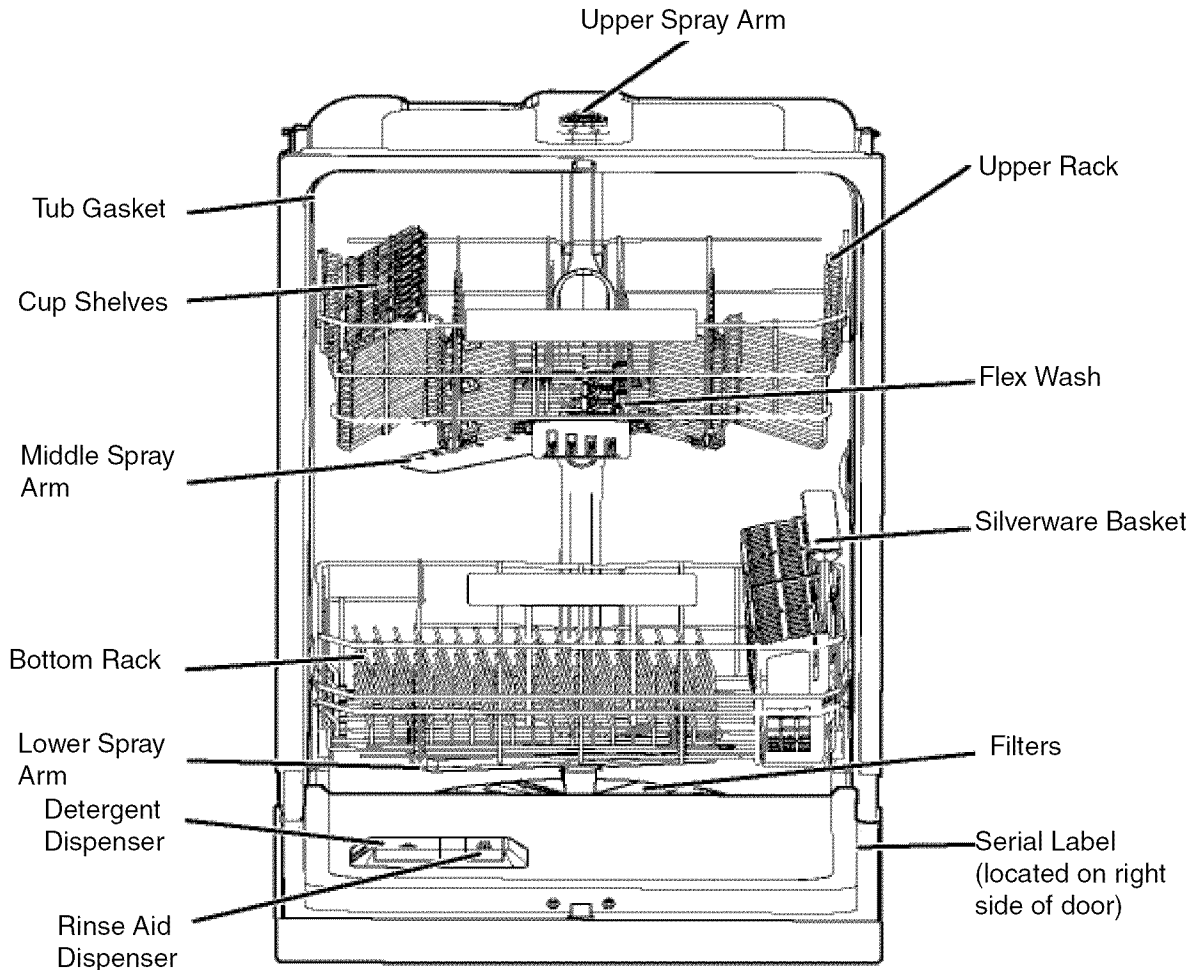 Upper Spray Arm
Upper Rack
Tub Gasket
Cup Shelves
Flex Wash
Middle Spray
Arm
Silverware Basket
Bottom Rack
Lower Spray
Arm
Filters
Detergent
Dispenser
Serial Label
(located on right
side of door)
Rinse Aid
Dispenser